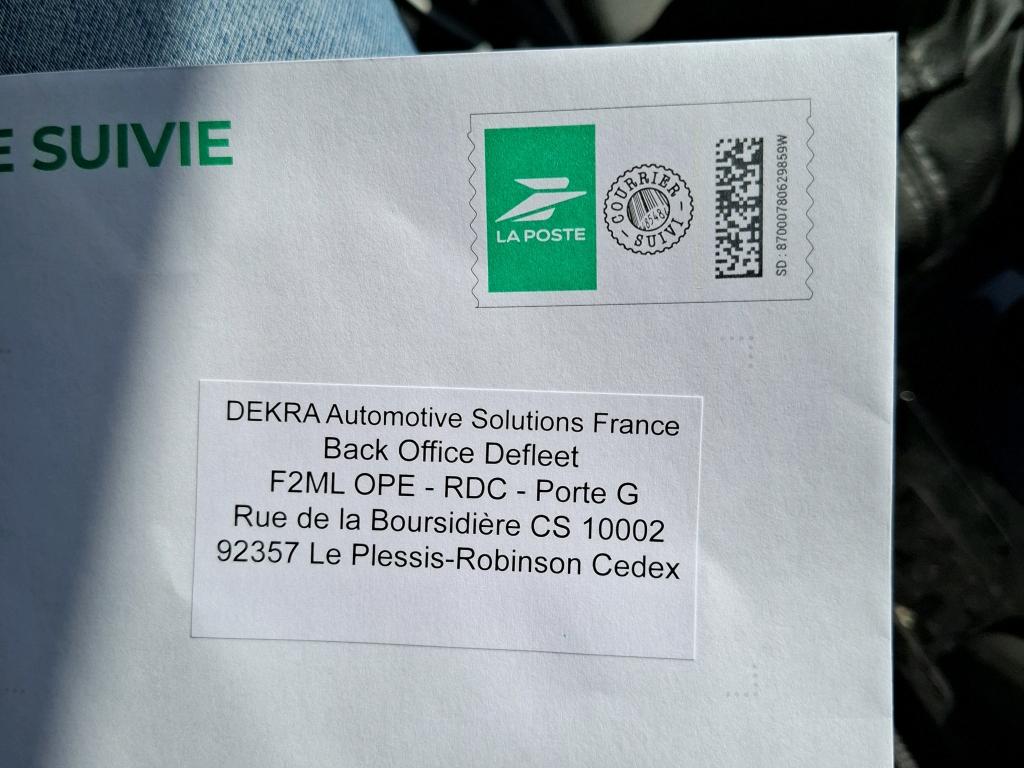 E SUIVIE
LA POSTE
COURRIER
SUIVI
SD : 87000780629859W
DEKRA Automotive Solutions France
Back Office Defleet
F2ML OPE - RDC - Porte G
Rue de la Boursidière CS 10002
92357 Le Plessis-Robinson Cedex